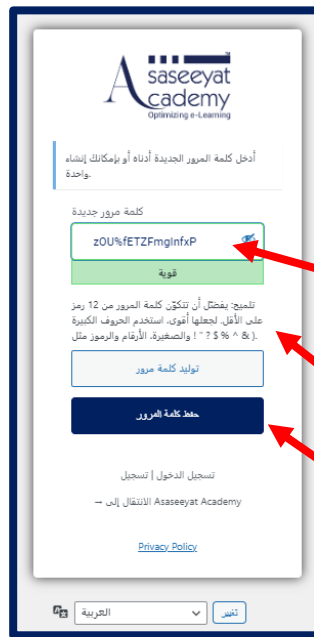 Asaseeyat
Academy
Optimizing e-Learning
أدخل كلمة المرور الجديدة أدناه أو بإمكانك إنشاء
واحدة.
كلمة مرور جديدة
zOU%fETZFmgInfxP
قوية
تلميح: يفضّل أن تتكوّن كلمة المرور من 12 رمز
على الأقل. لجعلها أقوى، استخدم الحروف الكبيرة
والصغيرة، الأرقام والرموز مثل ! " ? $ % ^ & ).
توليد كلمة مرور
حفظ كلمة المرور
تسجيل الدخول | تسجيل
→ الانتقال إلى Asaseeyat Academy
Privacy Policy
العربية
تغيير